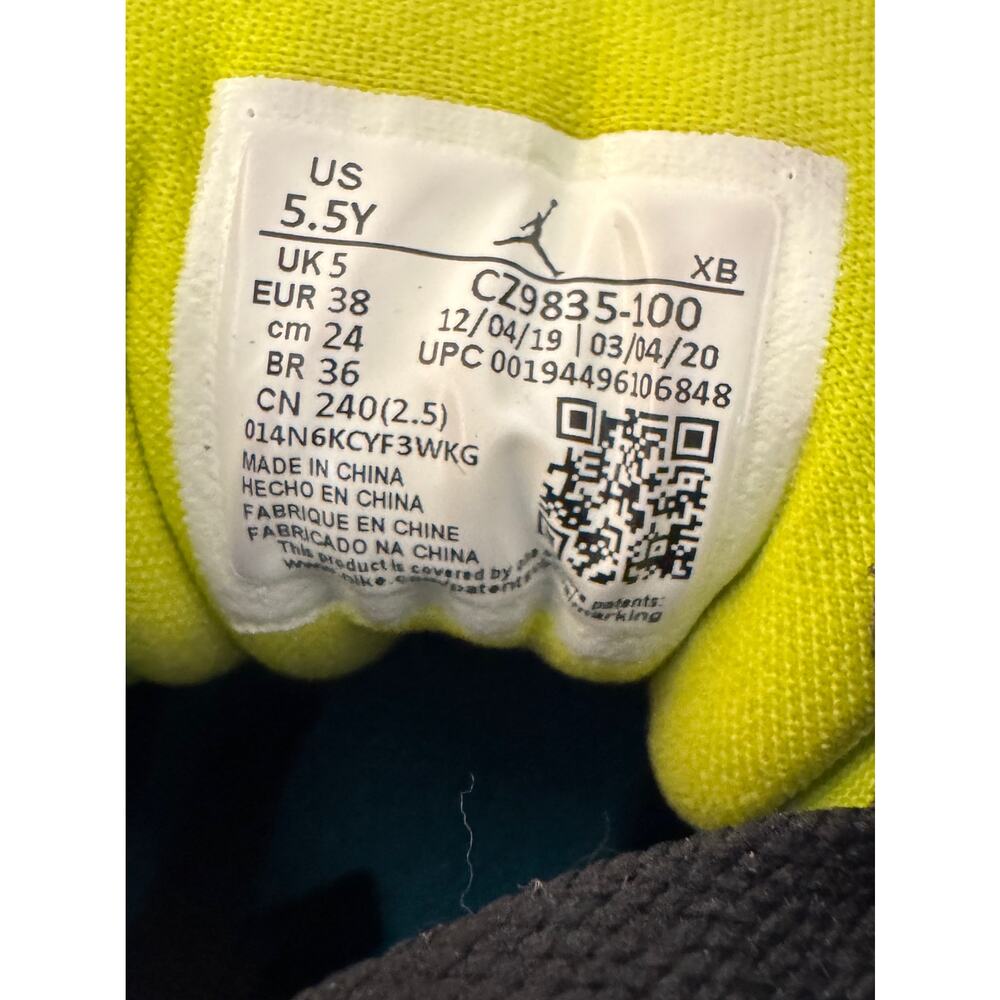 US
5.5Y
XB
UK 5
EUR 38
cm 24
BR 36
CN 240(2.5)
CZ9835-100
12/04/19 | 03/04/20
UPC 00194496106848
014N6KCYF3WKG
MADE IN CHINA
HECHO EN CHINA
FABRIQUE EN CHINE
FABRICADO NA CHINA
This product is covered by patents: